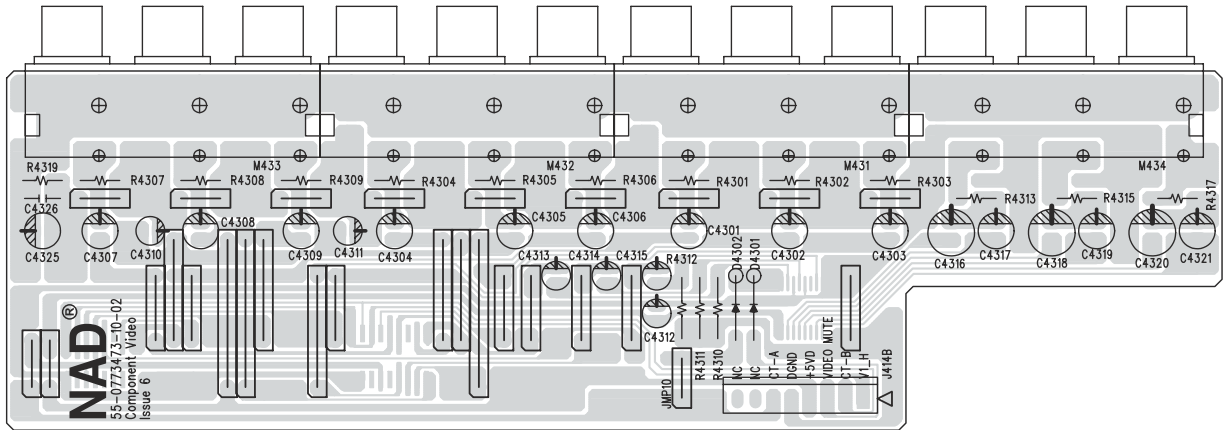 R4319
M433
M432
M431
M434
R4307
R4308
R4309
R4304
R4305
R4306
R4301
R4302
R4303
R4313
R4315
R4317
C4326
C4325
C4307
C4310
C4308
C4309
C4311
C4304
C4305
C4306
C4301
C4302
C4303
C4316
C4317
C4318
C4319
C4320
C4321
C4313
C4314
C4315
R4312
D4302
D4301
C4312
R4311
R4310
JMP10
NC
NC
CT-A
DGND
+5VD
VIDEO MUTE
CT-B
V1_H
J414B
NAD®
55-0773473-10-02
Component Video
Issue 6